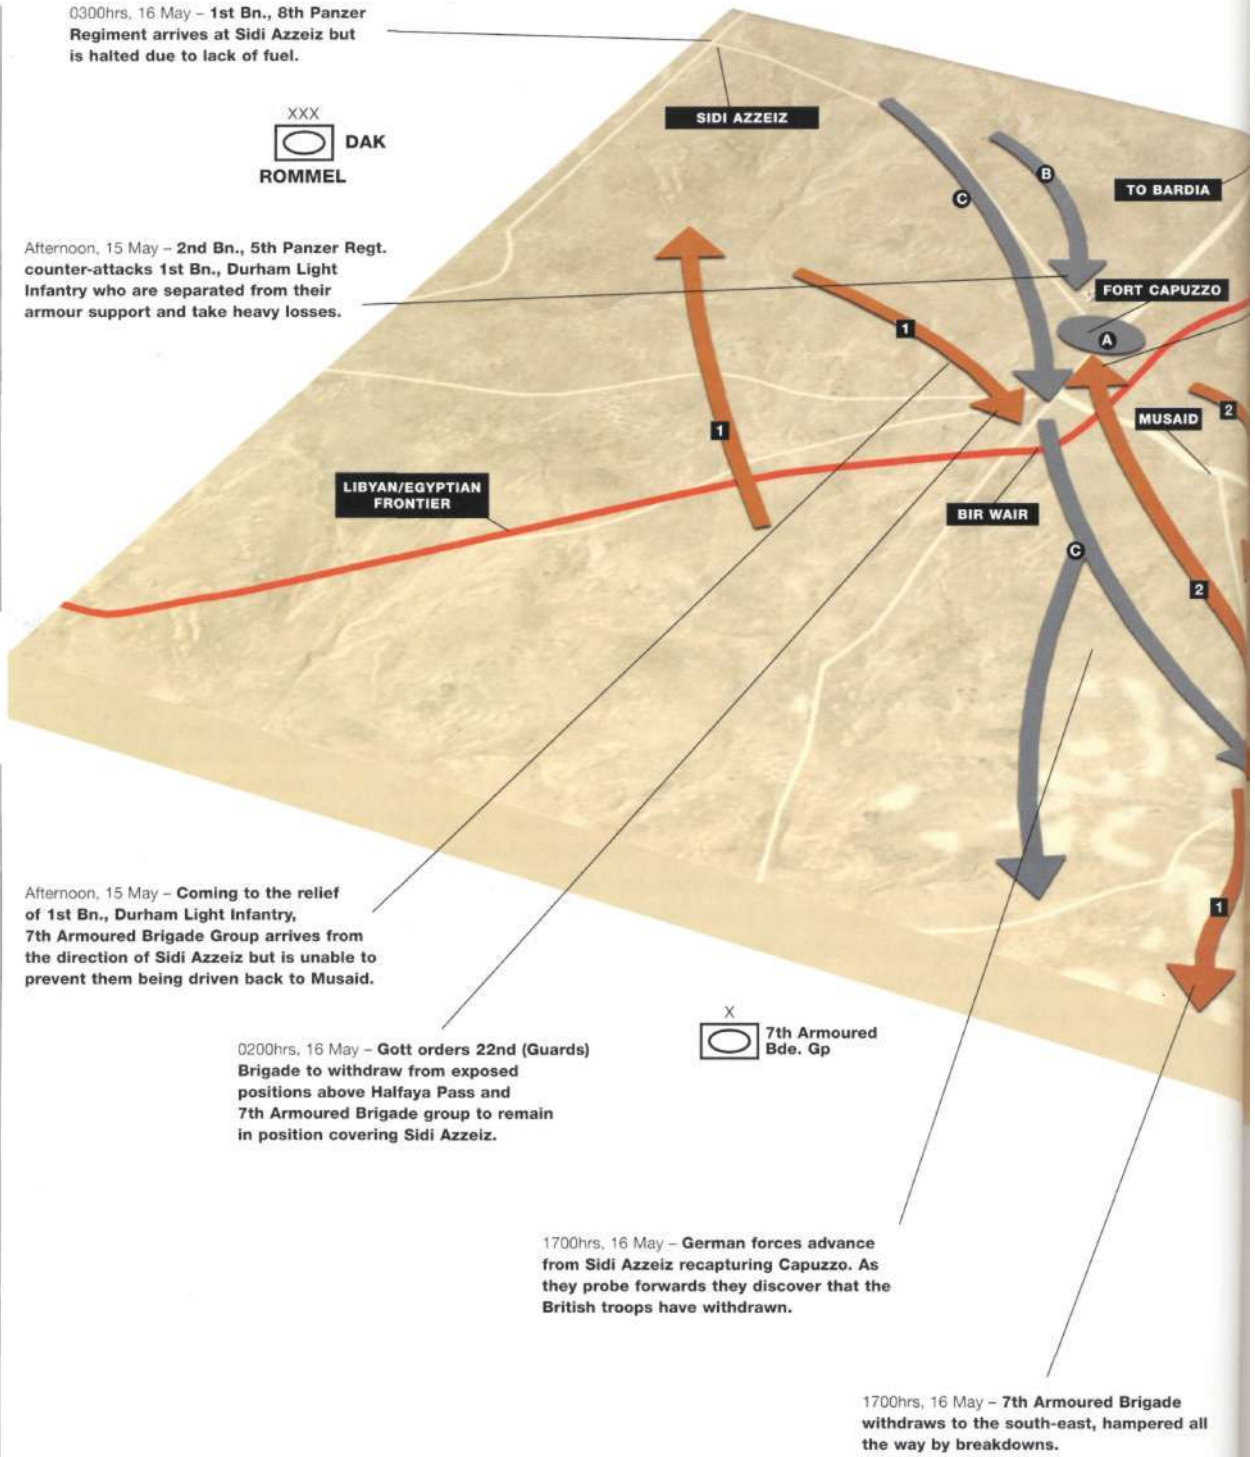 0300hrs, 16 May – 1st Bn., 8th Panzer
Regiment arrives at Sidi Azzeiz but
is halted due to lack of fuel.
XXX
DAK
ROMMEL
SIDI AZZEIZ
B
C
TO BARDIA
Afternoon, 15 May – 2nd Bn., 5th Panzer Regt.
counter-attacks 1st Bn., Durham Light
Infantry who are separated from their
armour support and take heavy losses.
FORT CAPUZZO
A
1
1
2
MUSAID
LIBYAN/EGYPTIAN
FRONTIER
BIR WAIR
C
2
1
Afternoon, 15 May – Coming to the relief
of 1st Bn., Durham Light Infantry,
7th Armoured Brigade Group arrives from
the direction of Sidi Azzeiz but is unable to
prevent them being driven back to Musaid.
X
7th Armoured
Bde. Gp
0200hrs, 16 May – Gott orders 22nd (Guards)
Brigade to withdraw from exposed
positions above Halfaya Pass and
7th Armoured Brigade group to remain
in position covering Sidi Azzeiz.
1700hrs, 16 May – German forces advance
from Sidi Azzeiz recapturing Capuzzo. As
they probe forwards they discover that the
British troops have withdrawn.
1700hrs, 16 May – 7th Armoured Brigade
withdraws to the south-east, hampered all
the way by breakdowns.